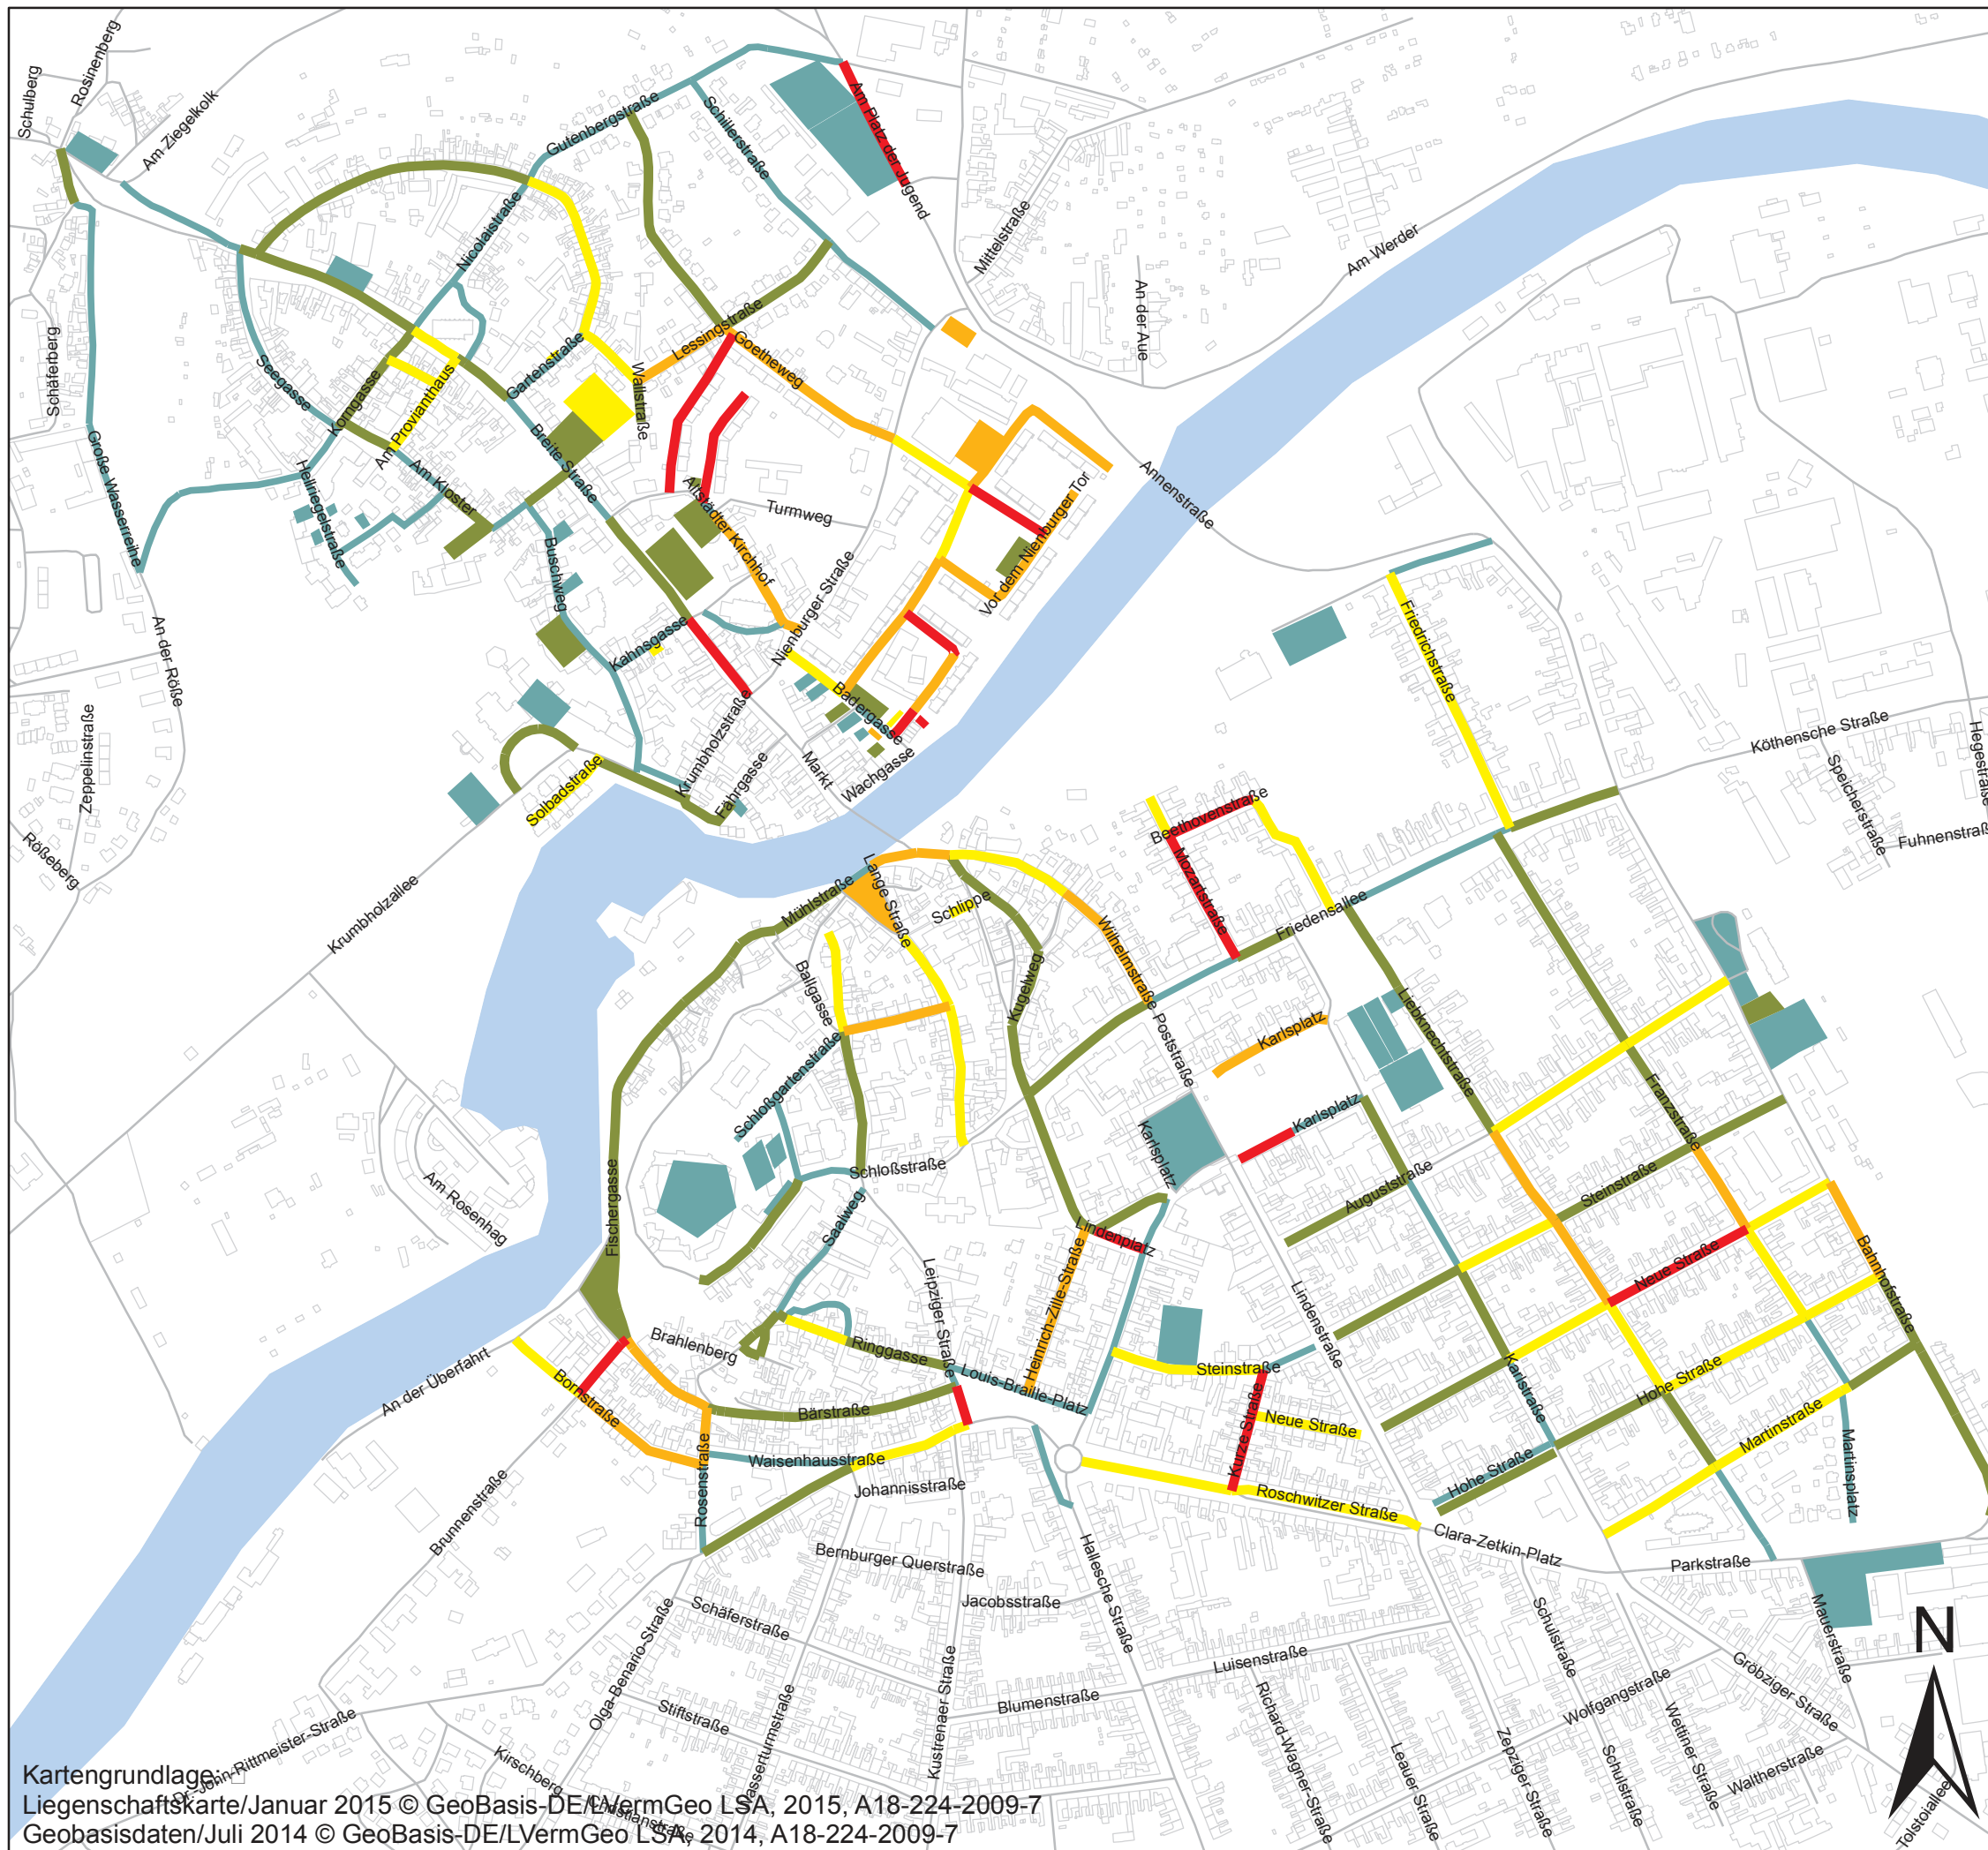 Schulberg
Rosinenberg
Am Ziegelkolk
Gutenbergstraße
Schillerstraße
Am Platz der Jugend
Mittelstraße
An der Aue
Am Werder
Nicolaistraße
Schäferberg
Seegasse
Korngasse
Am Provianthaus
Gartenstraße
Lessingstraße
Goetheweg
Wallstraße
Große Wasserreihe
Hellriegelstraße
Am Kloster
Breite Straße
Altstädter Kirchhof
Turmweg
Vor dem Nienburger Tor
Annenstraße
Buschweg
Kahnsgasse
Nienburger Straße
Friedrichstraße
An der Röße
Zeppelinstraße
Rößeberg
Solbadstraße
Krumbholzstraße
Fährgasse
Markt
Badergasse
Wachgasse
Köthensche Straße
Speicherstraße
Hegestraße
Fuhnenstraß
Krumbholzallee
Mühlstraße
Lange Straße
Schlippe
Beethovenstraße
Mozartstraße
Friedensallee
Wilhelmstraße
Ballgasse
Kugelweg
Poststraße
Karlsplatz
Liebknechtstraße
Franzstraße
Schloßgartenstraße
Karlsplatz
Karlsplatz
Am Rosenhag
Fischergasse
Schloßstraße
Saalweg
Auguststraße
Steinstraße
Lindenplatz
Heinrich-Zille-Straße
Leipziger Straße
Lindenstraße
Neue Straße
Bahnhofstraße
Brahlenberg
Ringgasse
Louis-Braille-Platz
Steinstraße
Karlstraße
Hohe Straße
An der Überfahrt
Bornstraße
Bärstraße
Kurze Straße
Neue Straße
Martinstraße
Martinsplatz
Rosenstraße
Waisenhausstraße
Johannisstraße
Roschwitzer Straße
Hohe Straße
Brunnenstraße
Clara-Zetkin-Platz
Parkstraße
Bernburger Querstraße
Hallesche Straße
Jacobsstraße
Schäferstraße
Olga-Benario-Straße
Schulstraße
Mauerstraße
N
Luisenstraße
Gröbziger Straße
Kustrenaer Straße
Blumenstraße
Stiftstraße
Wasserturmstraße
Richard-Wagner-Straße
Wolfgangstraße
Wettiner Straße
Leauer Straße
Zepziger Straße
Schulstraße
Waltherstraße
Tolstoiallee
Dr.-John-Rittmeister-Straße
Kirschberg
Christianstraße
Kartengrundlage:
Liegenschaftskarte/Januar 2015 © GeoBasis-DE/LVermGeo LSA, 2015, A18-224-2009-7
Geobasisdaten/Juli 2014 © GeoBasis-DE/LVermGeo LSA, 2014, A18-224-2009-7